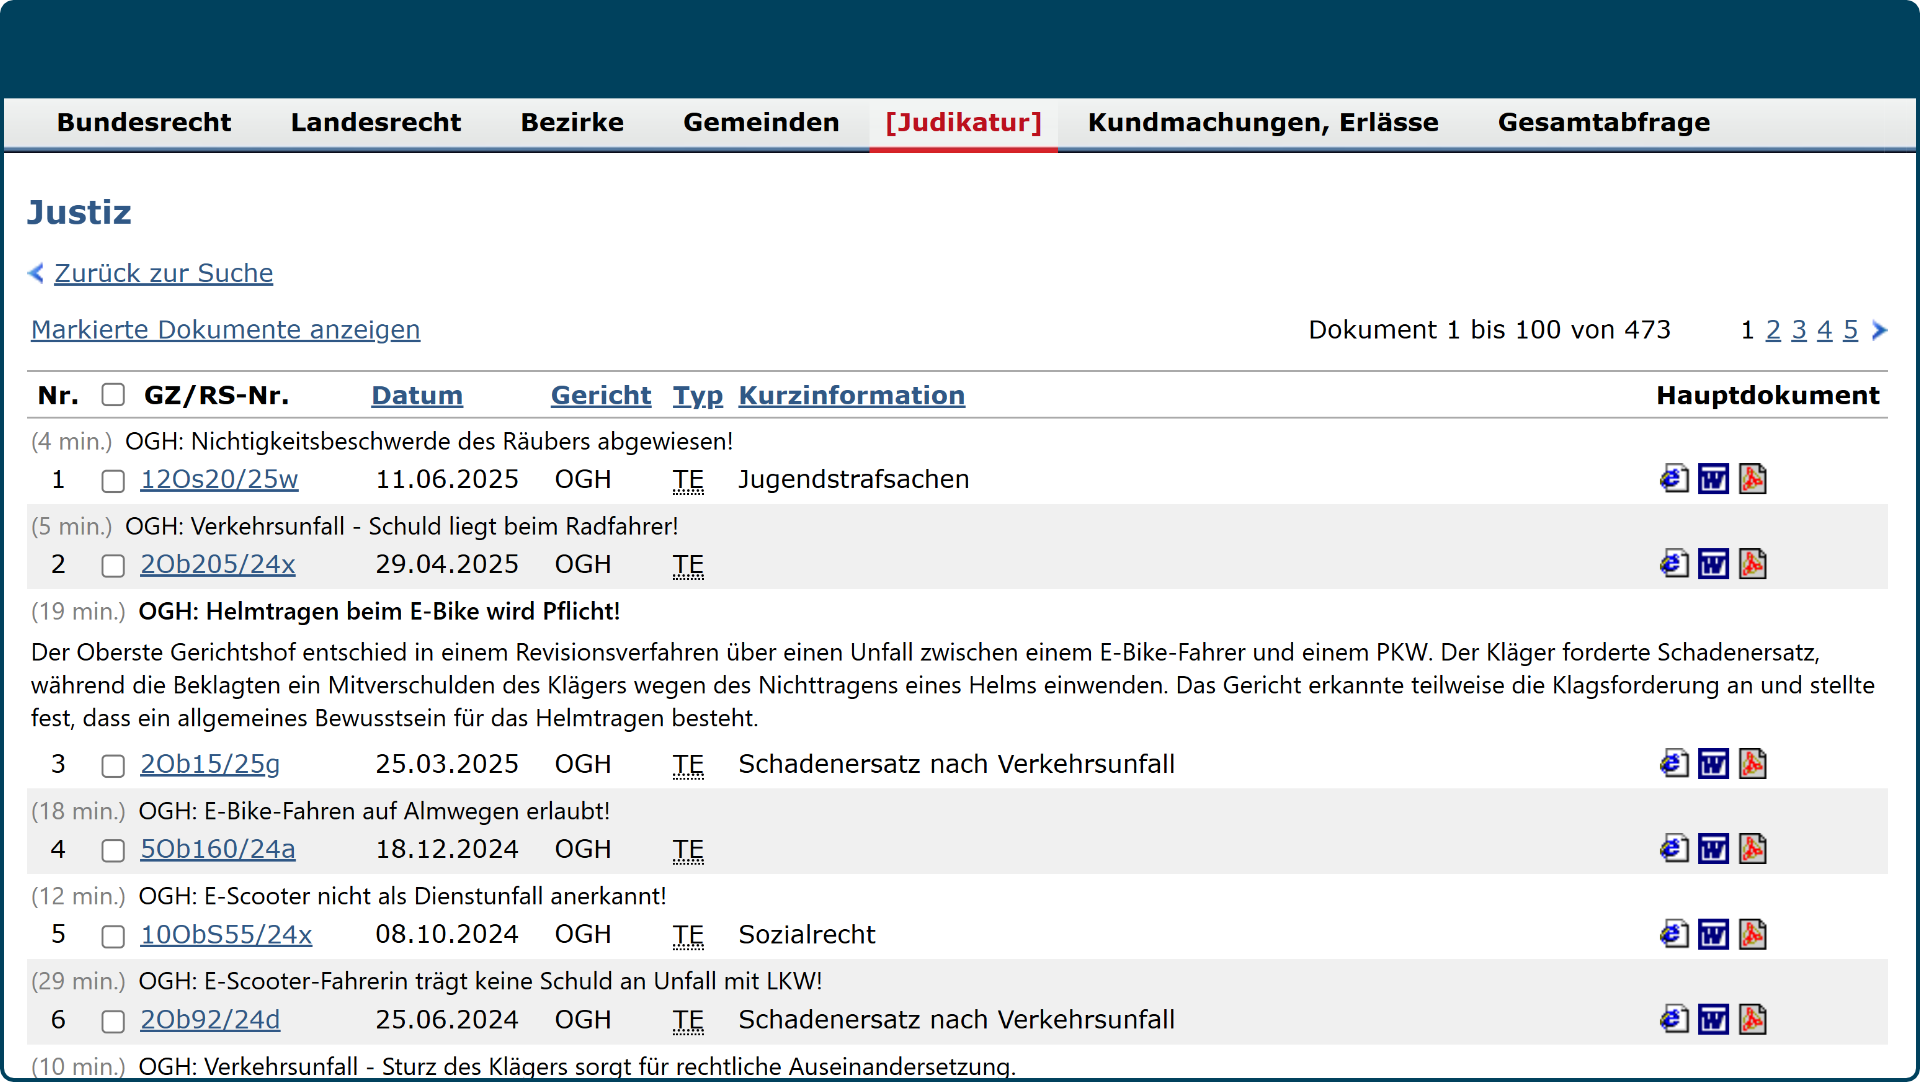 Bundesrecht Landesrecht Bezirke Gemeinden [Judikatur] Kundmachungen, Erlässe Gesamtabfrage
Justiz
Zurück zur Suche
Markierte Dokumente anzeigen Dokument 1 bis 100 von 473 1 2 3 4 5
Nr. GZ/RS-Nr. Datum Gericht Typ Kurzinformation Hauptdokument
(4 min.) OGH: Nichtigkeitsbeschwerde des Räubers abgewiesen!
1 12Os20/25w 11.06.2025 OGH TE Jugendstrafsachen
(5 min.) OGH: Verkehrsunfall - Schuld liegt beim Radfahrer!
2 2Ob205/24x 29.04.2025 OGH TE
(19 min.) OGH: Helmtragen beim E-Bike wird Pflicht!
Der Oberste Gerichtshof entschied in einem Revisionsverfahren über einen Unfall zwischen einem E-Bike-Fahrer und einem PKW. Der Kläger forderte Schadenersatz,
während die Beklagten ein Mitverschulden des Klägers wegen des Nichttragens eines Helms einwenden. Das Gericht erkannte teilweise die Klagsforderung an und stellte
fest, dass ein allgemeines Bewusstsein für das Helmtragen besteht.
3 2Ob15/25g 25.03.2025 OGH TE Schadenersatz nach Verkehrsunfall
(18 min.) OGH: E-Bike-Fahren auf Almwegen erlaubt!
4 5Ob160/24a 18.12.2024 OGH TE
(12 min.) OGH: E-Scooter nicht als Dienstunfall anerkannt!
5 10ObS55/24x 08.10.2024 OGH TE Sozialrecht
(29 min.) OGH: E-Scooter-Fahrerin trägt keine Schuld an Unfall mit LKW!
6 2Ob92/24d 25.06.2024 OGH TE Schadenersatz nach Verkehrsunfall
(10 min.) OGH: Verkehrsunfall - Sturz des Klägers sorgt für rechtliche Auseinandersetzung.